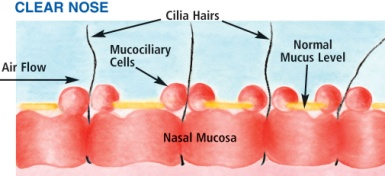 CLEAR NOSE
Cilia Hairs
Mucociliary
Cells
Normal
Mucus Level
Air Flow
Nasal Mucosa